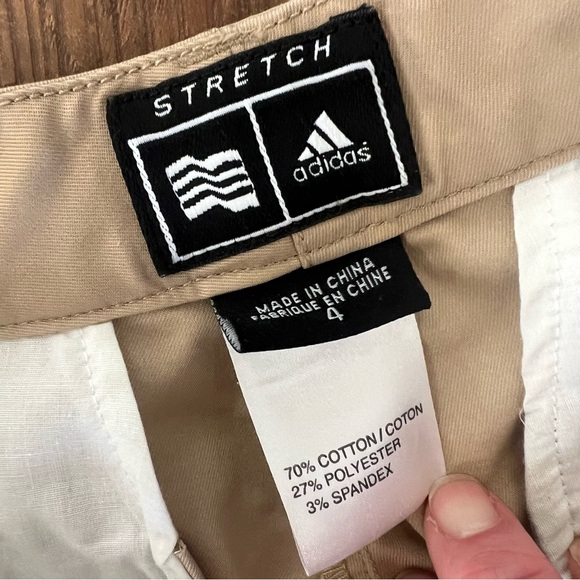 STRETCH
adidas
MADE IN CHINA
FABRIQUE EN CHINE
4
70% COTTON/COTON
27% POLYESTER
3% SPANDEX